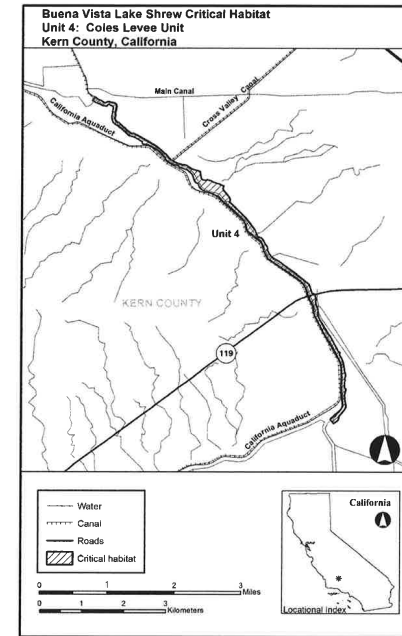 Buena Vista Lake Shrew Critical Habitat
Unit 4: Coles Levee Unit
Kern County, California
Main Canal
Cross Valley Canal
California Aquaduct
Unit 4
KERN COUNTY
119
California Aquaduct
Water
Canal
Roads
Critical habitat
0 1 2 3
Miles
0 1 2 3
Kilometers
California
Locational Index